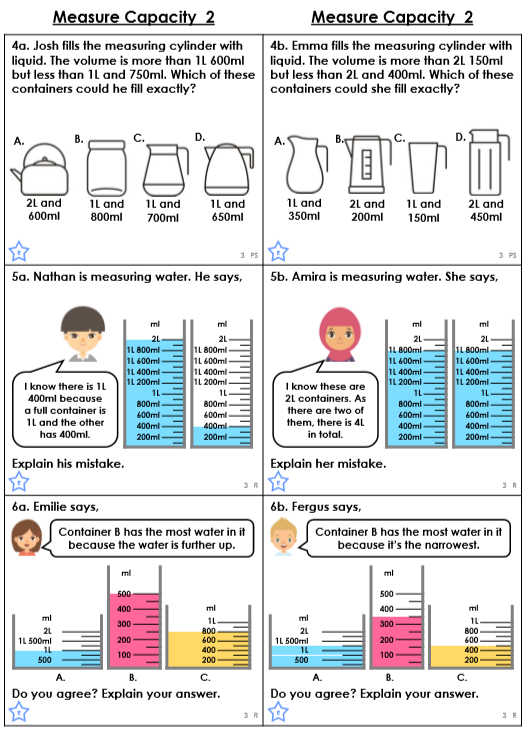 Measure Capacity 2
Measure Capacity 2
4a. Josh fills the measuring cylinder with
liquid. The volume is more than 1L 600ml
but less than 1L and 750ml. Which of these
containers could he fill exactly?
A.
B.
C.
D.
2L and
600ml
1L and
800ml
1L and
700ml
1L and
650ml
E
3 PS
4b. Emma fills the measuring cylinder with
liquid. The volume is more than 2L 150ml
but less than 2L and 400ml. Which of these
containers could she fill exactly?
A.
B.
C.
D.
1L and
350ml
2L and
200ml
1L and
150ml
2L and
450ml
E
3 PS
5a. Nathan is measuring water. He says,
I know there is 1L
400ml because
a full container is
1L and the other
has 400ml.
ml
2L
1L 800ml
1L 600ml
1L 400ml
1L 200ml
1L
800ml
600ml
400ml
200ml
ml
2L
1L 800ml
1L 600ml
1L 400ml
1L 200ml
1L
800ml
600ml
400ml
200ml
Explain his mistake.
E
3 R
5b. Amira is measuring water. She says,
I know these are
2L containers. As
there are two of
them, there is 4L
in total.
ml
2L
1L 800ml
1L 600ml
1L 400ml
1L 200ml
1L
800ml
600ml
400ml
200ml
ml
2L
1L 800ml
1L 600ml
1L 400ml
1L 200ml
1L
800ml
600ml
400ml
200ml
Explain her mistake.
E
3 R
6a. Emilie says,
Container B has the most water in it
because the water is further up.
ml
2L
1L 500ml
1L
500
A.
ml
500
400
300
200
100
B.
ml
1L
800
600
400
200
C.
Do you agree? Explain your answer.
E
3 R
6b. Fergus says,
Container B has the most water in it
because it's the narrowest.
ml
2L
1L 500ml
1L
500
A.
ml
500
400
300
200
100
B.
ml
1L
800
600
400
200
C.
Do you agree? Explain your answer.
E
3 R